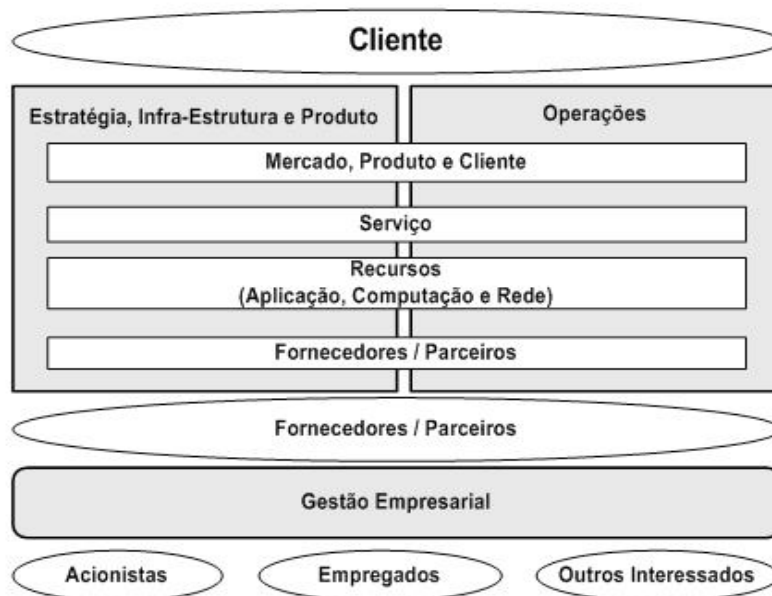 Cliente
Estratégia, Infra-Estrutura e Produto
Operações
Mercado, Produto e Cliente
Serviço
Recursos
(Aplicação, Computação e Rede)
Fornecedores / Parceiros
Fornecedores / Parceiros
Gestão Empresarial
Acionistas
Empregados
Outros Interessados